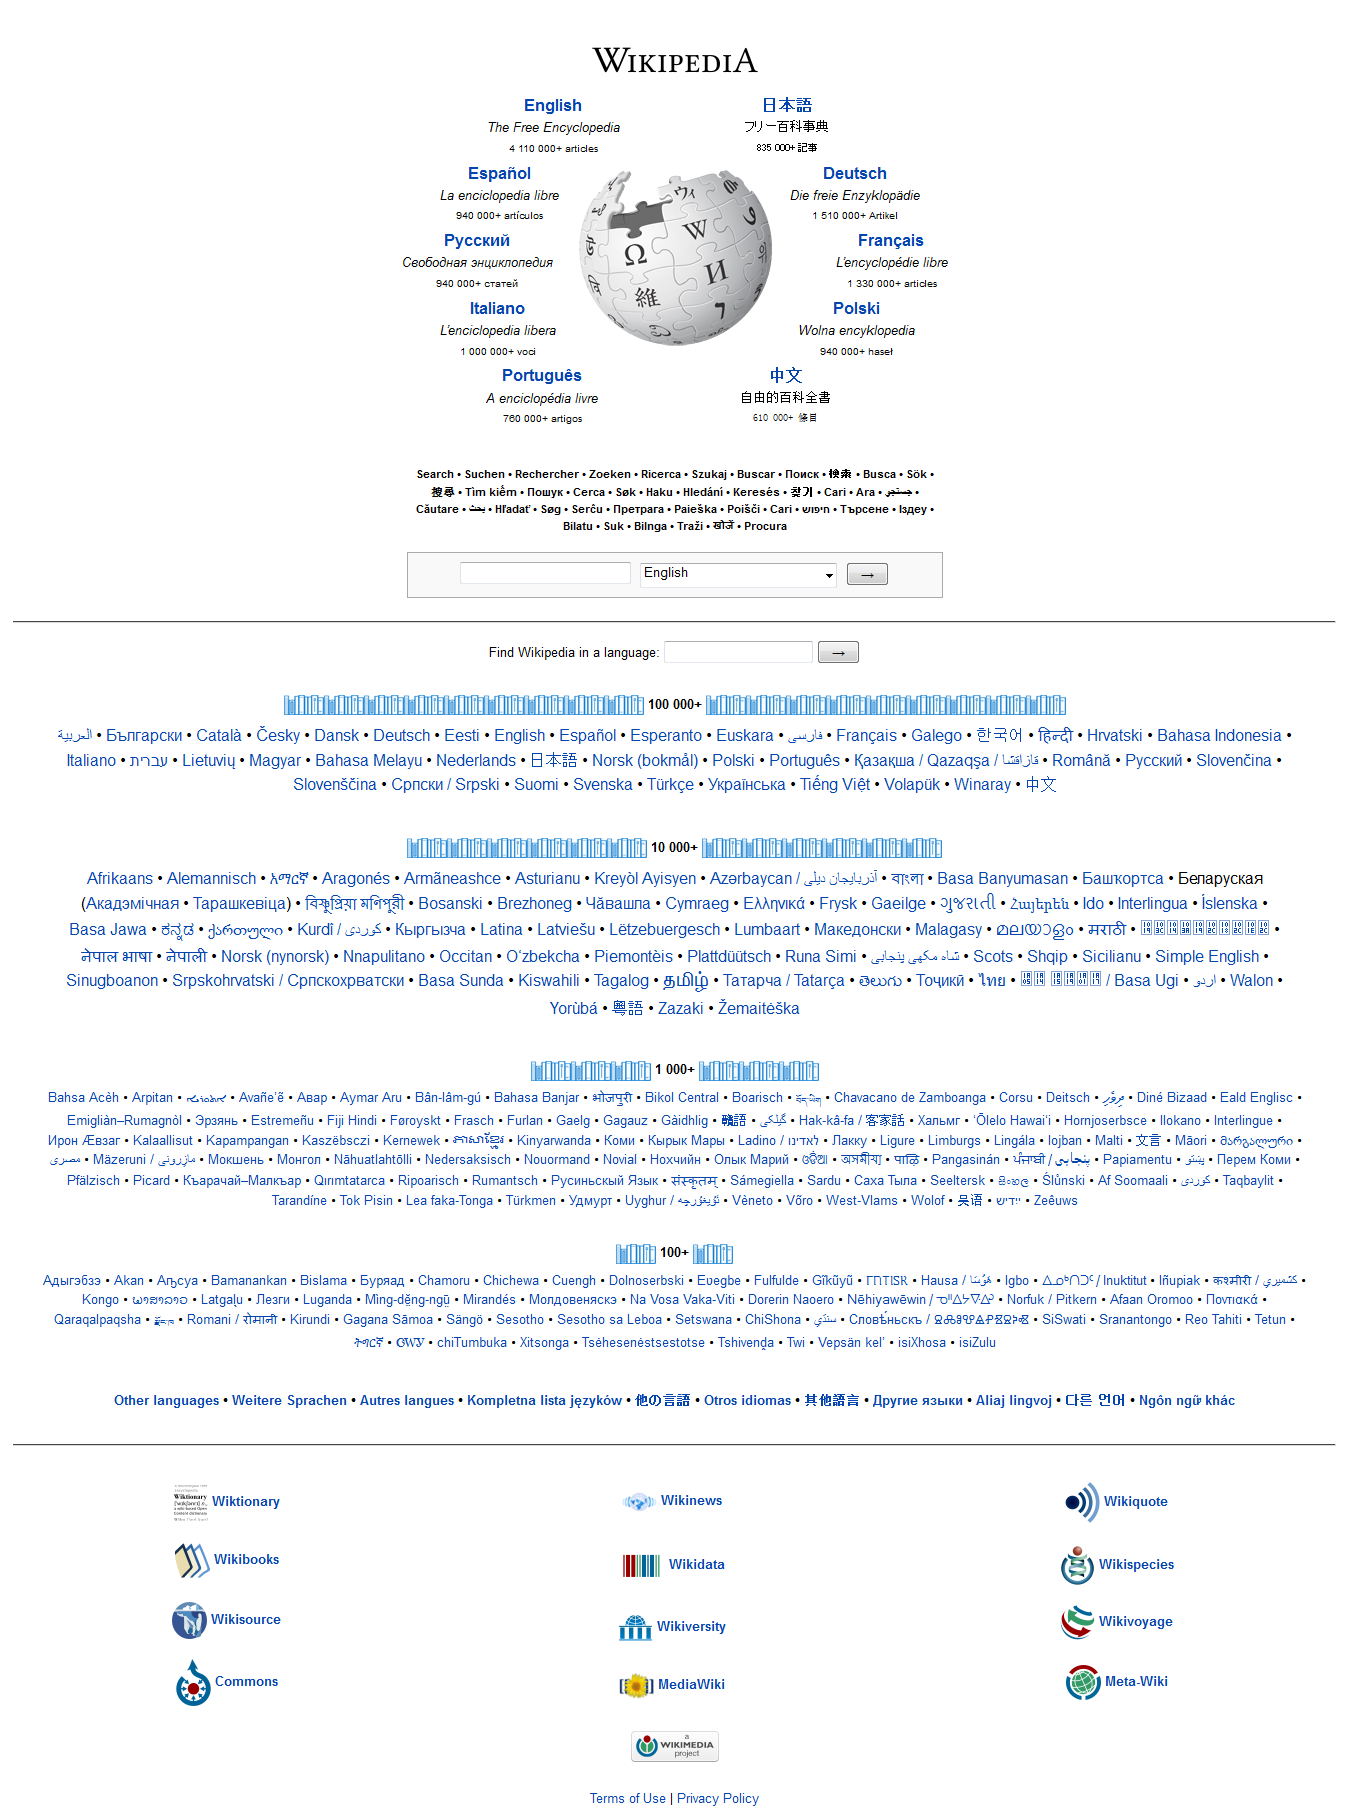 WIKIPEDIA
English
The Free Encyclopedia
4 110 000+ articles
日本語
フリー百科事典
835 000+ 記事
Español
La enciclopedia libre
940 000+ artículos
Deutsch
Die freie Enzyklopädie
1 510 000+ Artikel
Русский
Свободная энциклопедия
940 000+ статей
Français
L'encyclopédie libre
1 330 000+ articles
Italiano
L'enciclopedia libera
1 000 000+ voci
Polski
Wolna encyklopedia
940 000+ haseł
Português
A enciclopédia livre
760 000+ artigos
中文
自由的百科全書
610 000+ 條目
Search • Suchen • Rechercher • Zoeken • Ricerca • Szukaj • Buscar • Поиск • 検索 • Busca • Sök •
搜尋 • Tìm kiếm • Пошук • Cerca • Søk • Haku • Hledání • Keresés • 찾기 • Cari • Ara • جستجو •
Căutare • بحث • Hľadať • Søg • Serĉu • Претрага • Paieška • Poišči • Cari • חיפוש • Търсене • Іздеу •
Bilatu • Suk • Bilnga • Traži • खोजें • Procura
English →
Find Wikipedia in a language: →
100 000+
العربية • Български • Català • Česky • Dansk • Deutsch • Eesti • English • Español • Esperanto • Euskara • فارسی • Français • Galego • 한국어 • हिन्दी • Hrvatski • Bahasa Indonesia •
Italiano • עברית • Lietuvių • Magyar • Bahasa Melayu • Nederlands • 日本語 • Norsk (bokmål) • Polski • Português • Қазақша / Qazaqşa / قازاقشا • Română • Русский • Slovenčina •
Slovenščina • Српски / Srpski • Suomi • Svenska • Türkçe • Українська • Tiếng Việt • Volapük • Winaray • 中文
10 000+
Afrikaans • Alemannisch • አማርኛ • Aragonés • Armãneashce • Asturianu • Kreyòl Ayisyen • Azərbaycan / آذربايجان ديلی • বাংলা • Basa Banyumasan • Башҡортса • Беларуская
(Акадэмічная • Тарашкевіца) • বিষ্ণুপ্রিয়া মণিপুরী • Bosanski • Brezhoneg • Чӑвашла • Cymraeg • Ελληνικά • Frysk • Gaeilge • ગુજરાતી • Հայերեն • Ido • Interlingua • Íslenska •
Basa Jawa • ಕನ್ನಡ • ქართული • Kurdî / كوردی • Кыргызча • Latina • Latviešu • Lëtzebuergesch • Lumbaart • Македонски • Malagasy • മലയാളം • मराठी •
नेपाल भाषा • नेपाली • Norsk (nynorsk) • Nnapulitano • Occitan • O‘zbekcha • Piemontèis • Plattdüütsch • Runa Simi • شاہ مکھی پنجابی • Scots • Shqip • Sicilianu • Simple English •
Sinugboanon • Srpskohrvatski / Српскохрватски • Basa Sunda • Kiswahili • Tagalog • தமிழ் • Татарча / Tatarça • తెలుగు • Тоҷикӣ • ไทย • / Basa Ugi • اردو • Walon •
Yorùbá • 粵語 • Zazaki • Žemaitėška
1 000+
Bahsa Acèh • Arpitan • ܐܬܘܪܝܐ • Avañe’ẽ • Авар • Aymar Aru • Bân-lâm-gú • Bahasa Banjar • भोजपुरी • Bikol Central • Boarisch • བོད་ཡིག • Chavacano de Zamboanga • Corsu • Deitsch • ދިވެހި • Diné Bizaad • Eald Englisc •
Emigliàn–Rumagnòl • Эрзянь • Estremeñu • Fiji Hindi • Føroyskt • Frasch • Furlan • Gaelg • Gagauz • Gàidhlig • 贛語 • گیلکی • Hak-kâ-fa / 客家話 • Хальмг • ‘Ōlelo Hawai‘i • Hornjoserbsce • Ilokano • Interlingue •
Ирон Æвзаг • Kalaallisut • Kapampangan • Kaszëbsczi • Kernewek • ភាសាខ្មែរ • Kinyarwanda • Коми • Кырык Мары • Ladino / לאדינו • Лакку • Ligure • Limburgs • Lingála • lojban • Malti • 文言 • Māori • მარგალური •
مصرى • Mäzeruni / مازِرونی • Мокшень • Монгол • Nāhuatlahtōlli • Nedersaksisch • Nouormand • Novial • Нохчийн • Олык Марий • ଓଡିଆ • অসমীযা় • पाऴि • Pangasinán • ਪੰਜਾਬੀ / پنجابی • Papiamentu • پښتو • Перем Коми •
Pfälzisch • Picard • Къарачай–Малкъар • Qırımtatarca • Ripoarisch • Rumantsch • Русиньскый Язык • संस्कृतम् • Sámegiella • Sardu • Саха Тыла • Seeltersk • සිංහල • Ślůnski • Af Soomaali • کوردی • Taqbaylit •
Tarandíne • Tok Pisin • Lea faka-Tonga • Türkmen • Удмурт • Uyghur / ئۇيغۇرچه • Vèneto • Võro • West-Vlams • Wolof • 吴语 • ייִדיש • Zeêuws
100+
Адыгэбзэ • Akan • Аҧсуа • Bamanankan • Bislama • Буряад • Chamoru • Chichewa • Cuengh • Dolnoserbski • Eʋegbe • Fulfulde • Gĩkũyũ • Hausa / هَوُسَا • Igbo • ᐃᓄᒃᑎᑐᑦ / Inuktitut • Iñupiak • कश्मीरी / كشميري •
Kongo • ພາສາລາວ • Latgaļu • Лезги • Luganda • Mìng-dĕ̤ng-ngṳ̄ • Mirandés • Молдовеняскэ • Na Vosa Vaka-Viti • Dorerin Naoero • Nēhiyawēwin / ᓀᐦᐃᔭᐍᐏᐣ • Norfuk / Pitkern • Afaan Oromoo • Ποντιακά •
Qaraqalpaqsha • རྫོང་ཁ • Romani / रोमानी • Kirundi • Gagana Sāmoa • Sängö • Sesotho • Sesotho sa Leboa • Setswana • ChiShona • سنڌي • Словѣньскъ / ⰔⰎⰑⰂⰡⰐⰠⰔⰍⰟ • SiSwati • Sranantongo • Reo Tahiti • Tetun •
ትግርኛ • ᏣᎳᎩ • chiTumbuka • Xitsonga • Tsėhesenėstsestotse • Tshivenḓa • Twi • Vepsän kel’ • isiXhosa • isiZulu
Other languages • Weitere Sprachen • Autres langues • Kompletna lista języków • 他の言語 • Otros idiomas • 其他語言 • Другие языки • Aliaj lingvoj • 다른 언어 • Ngôn ngữ khác
Wiktionary
Wikinews
Wikiquote
Wikibooks
Wikidata
Wikispecies
Wikisource
Wikiversity
Wikivoyage
Commons
MediaWiki
Meta-Wiki
a
WIKIMEDIA
project
Terms of Use | Privacy Policy